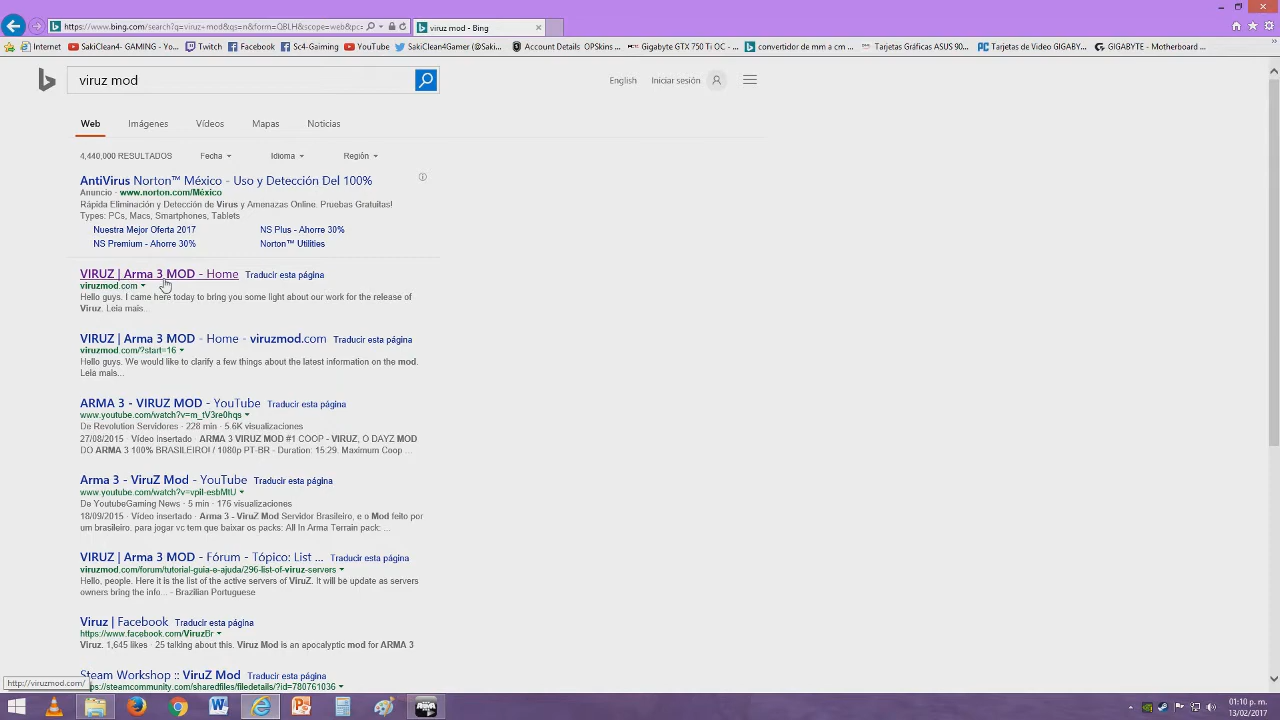 https://www.bing.com/search?q=viruz+mod&qs=n&form=QBLH&scope=web&pc=
viruz mod - Bing
Internet
SakiClean4- GAMING - Yo...
Twitch
Facebook
Sc4-Gaiming
YouTube
SakiClean4Gamer (@Saki...
Account Details OPSkins ...
Gigabyte GTX 750 Ti OC ...
convertidor de mm a cm ...
Tarjetas Gráficas ASUS 90...
Tarjetas de Video GIGABY...
GIGABYTE - Motherboard ...
viruz mod
English
Iniciar sesión
Web
Imágenes
Vídeos
Mapas
Noticias
4,440,000 RESULTADOS
Fecha
Idioma
Región
AntiVirus Norton™ México - Uso y Detección Del 100%
Anuncio · www.norton.com/México
Rápida Eliminación y Detección de Virus y Amenazas Online. Pruebas Gratuitas!
Types: PCs, Macs, Smartphones, Tablets
Nuestra Mejor Oferta 2017
NS Plus - Ahorre 30%
NS Premium - Ahorre 30%
Norton™ Utilities
VIRUZ | Arma 3 MOD - Home Traducir esta página
viruzmod.com
Hello guys. I came here today to bring you some light about our work for the release of
Viruz. Leia mais...
VIRUZ | Arma 3 MOD - Home - viruzmod.com Traducir esta página
viruzmod.com/?start=16
Hello guys. We would like to clarify a few things about the latest information on the mod.
Leia mais...
ARMA 3 - VIRUZ MOD - YouTube Traducir esta página
www.youtube.com/watch?v=m_tV3re0hqs
De Revolution Servidores · 228 min · 5.6K visualizaciones
27/08/2015 · Vídeo insertado · ARMA 3 VIRUZ MOD #1 COOP - VIRUZ, O DAYZ MOD
DO ARMA 3 100% BRASILEIRO! / 1080p PT-BR - Duration: 15:29. Maximum Coop ...
Arma 3 - ViruZ Mod - YouTube Traducir esta página
www.youtube.com/watch?v=vpil-esbMtU
De YoutubeGaming News · 5 min · 176 visualizaciones
18/09/2015 · Vídeo insertado · Arma 3 - ViruZ Mod Servidor Brasileiro, e o Mod feito por
um brasileiro, para jogar vc tem que baixar os packs: All In Arma Terrain pack: ...
VIRUZ | Arma 3 MOD - Fórum - Tópico: List ... Traducir esta página
viruzmod.com/forum/tutorial-guia-e-ajuda/296-list-of-viruz-servers
Hello, people. Here it is the list of the active servers of ViruZ. It will be update as servers
owners bring the info... - Brazilian Portuguese
Viruz | Facebook Traducir esta página
https://www.facebook.com/ViruzBr
Viruz. 1,645 likes · 25 talking about this. Viruz Mod is an apocalyptic mod for ARMA 3
Steam Workshop :: ViruZ Mod Traducir esta página
ps://steamcommunity.com/sharedfiles/filedetails/?id=780761036
http://viruzmod.com/
01:10 p. m.
13/02/2017